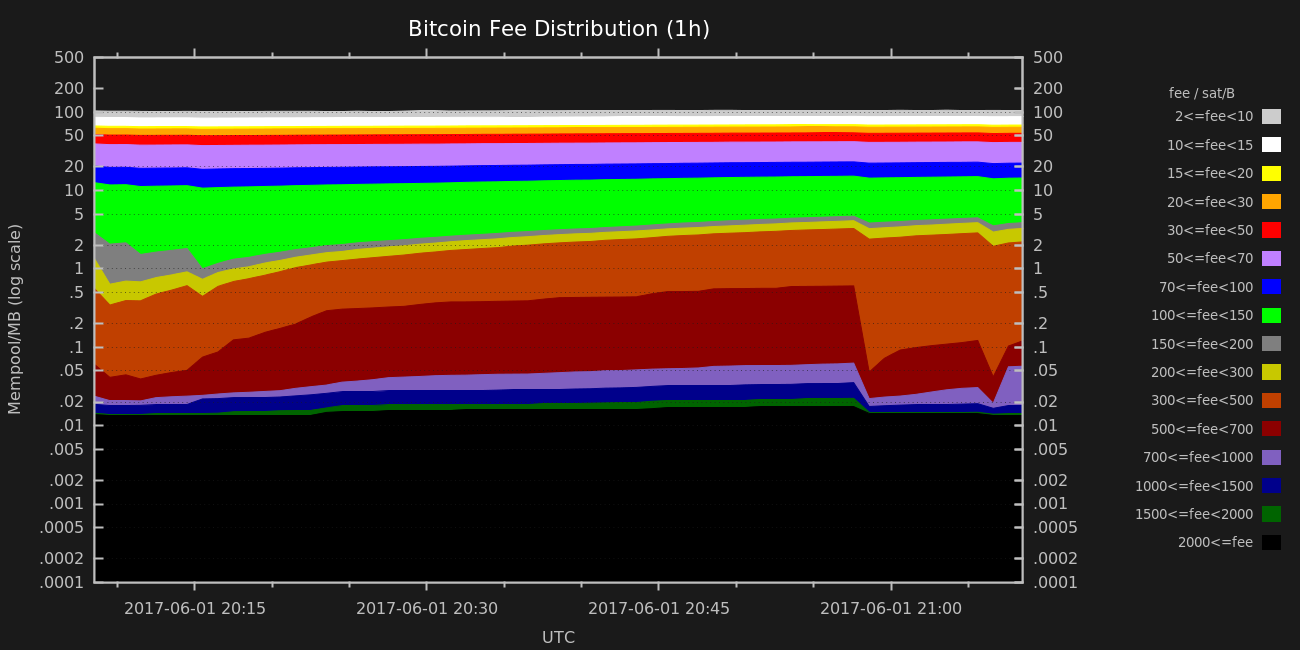 Bitcoin Fee Distribution (1h)
500
200
100
50
20
10
5
2
1
.5
.2
.1
.05
.02
.01
.005
.002
.001
.0005
.0002
.0001
Mempool/MB (log scale)
500
200
100
50
20
10
5
2
1
.5
.2
.1
.05
.02
.01
.005
.002
.001
.0005
.0002
.0001
2017-06-01 20:15 2017-06-01 20:30 2017-06-01 20:45 2017-06-01 21:00
UTC
fee / sat/B
2<=fee<10
10<=fee<15
15<=fee<20
20<=fee<30
30<=fee<50
50<=fee<70
70<=fee<100
100<=fee<150
150<=fee<200
200<=fee<300
300<=fee<500
500<=fee<700
700<=fee<1000
1000<=fee<1500
1500<=fee<2000
2000<=fee